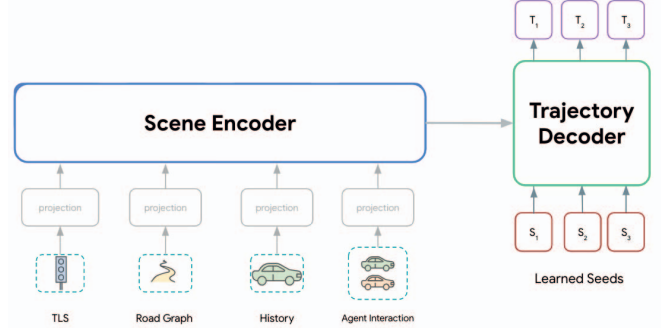 T1 T2 T3
Scene Encoder
Trajectory
Decoder
projection projection projection projection
S1 S2 S3
Learned Seeds
TLS Road Graph History Agent Interaction